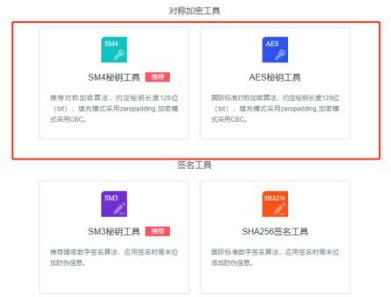 对称加密工具
SM4
AES
SM4秘钥工具 推荐
AES秘钥工具
推荐对称加密算法，约定秘钥长度128位
（bit），填充模式采用zeropadding,加密模
式采用CBC。
国际标准对称加密算法，约定秘钥长度128位
（bit），填充模式采用zeropadding,加密模
式采用CBC。
签名工具
SM3
SHA256
SM3秘钥工具 推荐
SHA256签名工具
推荐国密数字签名算法，应用签名时需末位
加防伪信息。
国际标准数字签名算法，应用签名时需末位
添加防伪信息。